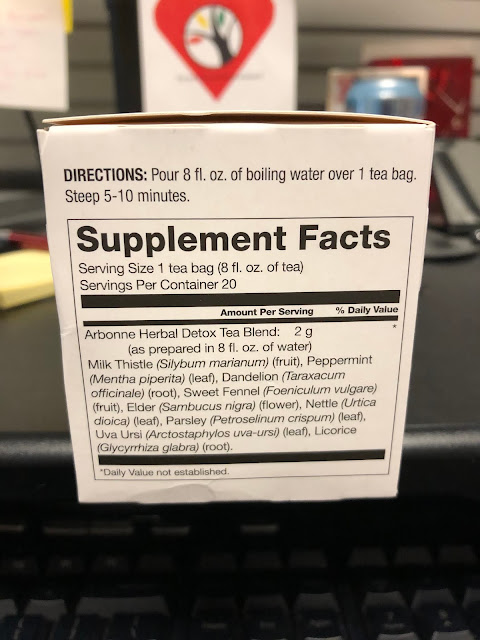 DIRECTIONS: Pour 8 fl. oz. of boiling water over 1 tea bag.
Steep 5-10 minutes.
Supplement Facts
Serving Size 1 tea bag (8 fl. oz. of tea)
Servings Per Container 20
Amount Per Serving % Daily Value
Arbonne Herbal Detox Tea Blend: 2 g *
(as prepared in 8 fl. oz. of water)
Milk Thistle (Silybum marianum) (fruit), Peppermint
(Mentha piperita) (leaf), Dandelion (Taraxacum
officinale) (root), Sweet Fennel (Foeniculum vulgare)
(fruit), Elder (Sambucus nigra) (flower), Nettle (Urtica
dioica) (leaf), Parsley (Petroselinum crispum) (leaf),
Uva Ursi (Arctostaphylos uva-ursi) (leaf), Licorice
(Glycyrrhiza glabra) (root).
*Daily Value not established.